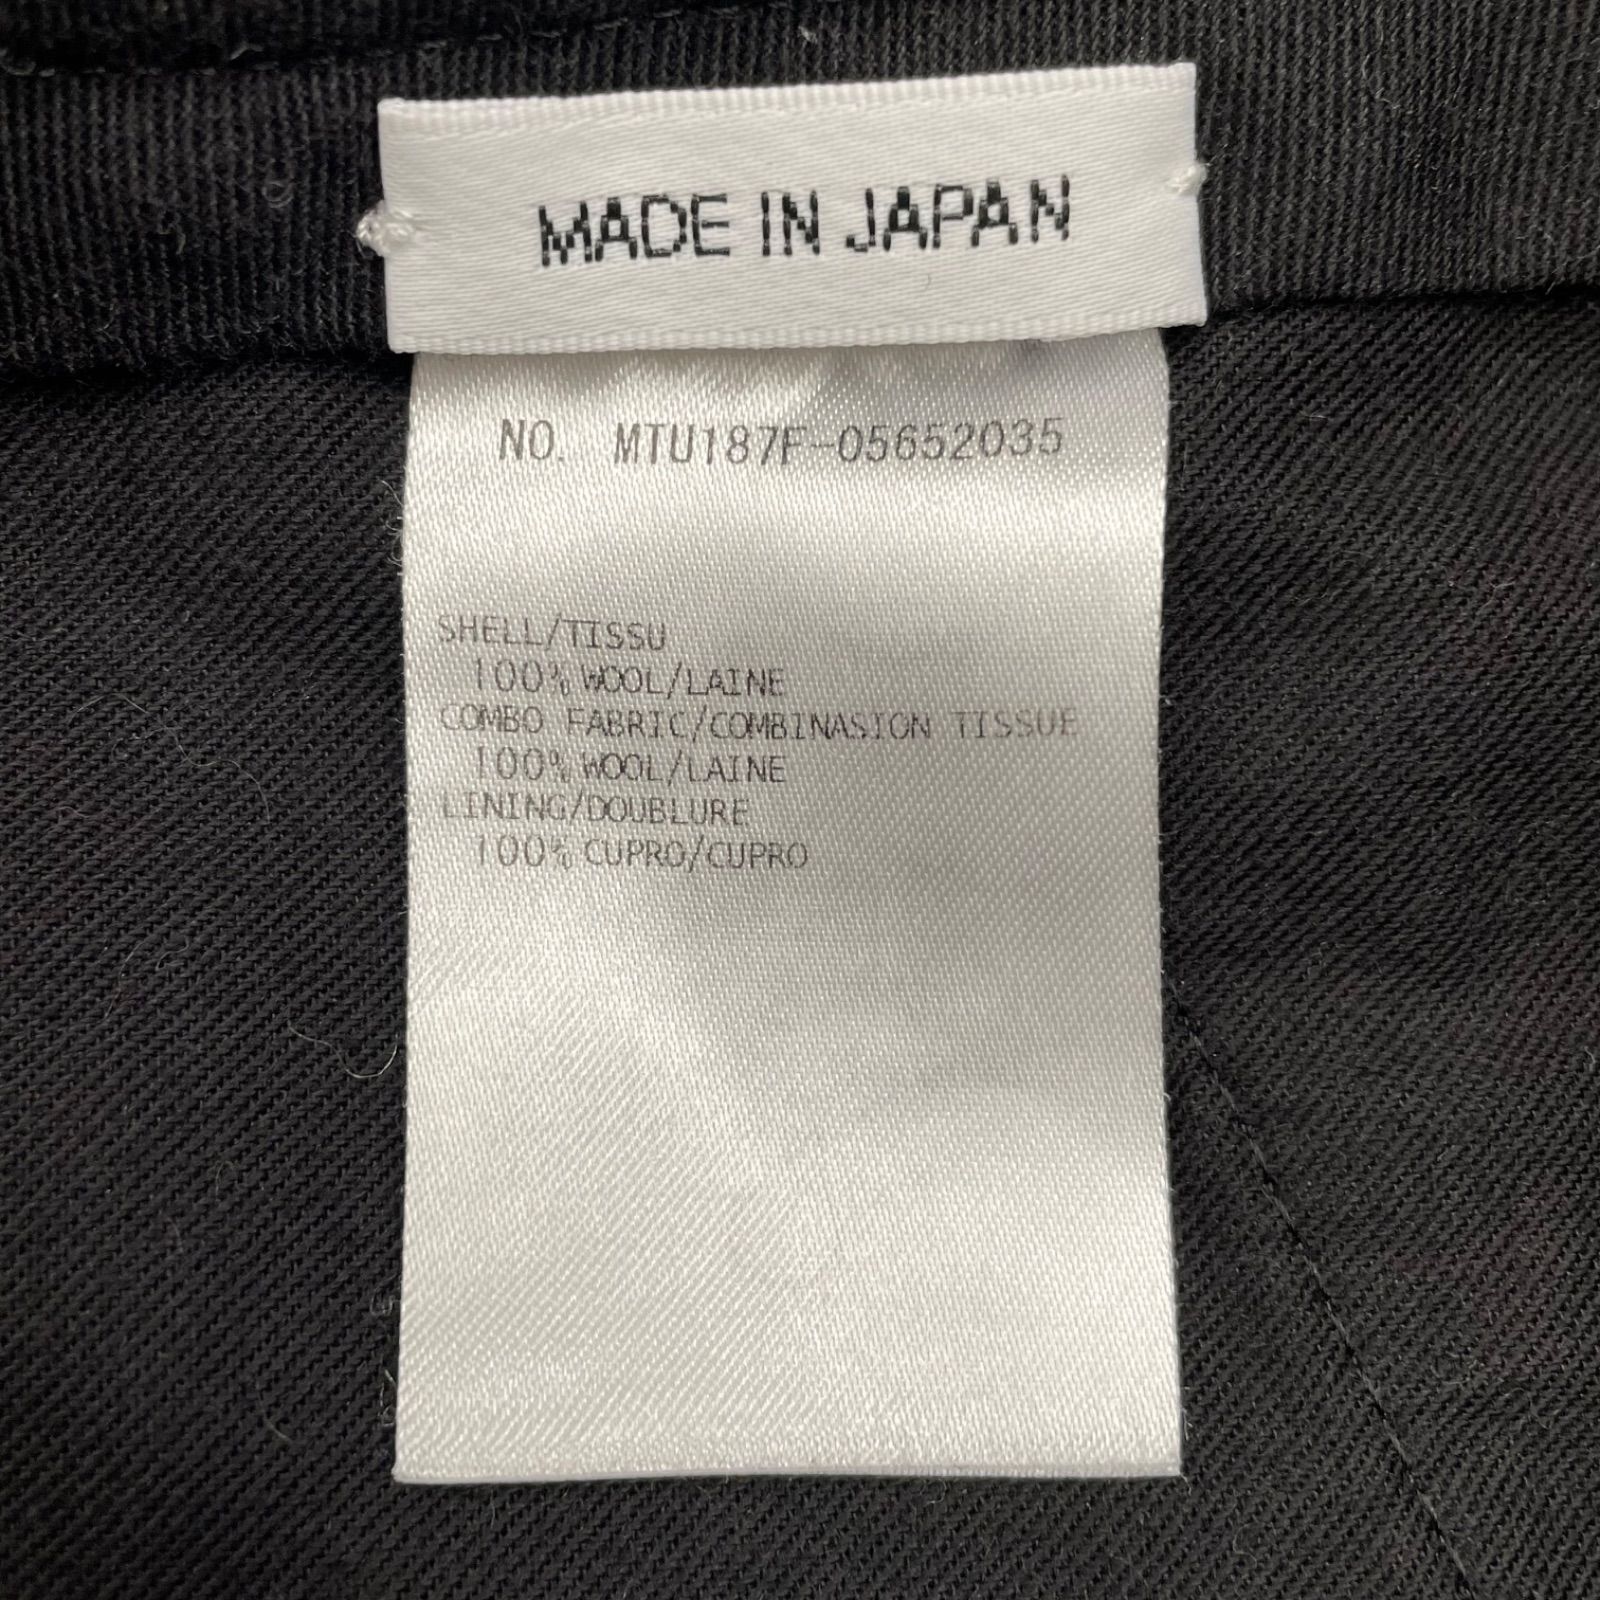 MADE IN JAPAN
NO. MTU187F-05652035
SHELL/TISSU
100% WOOL/LAINE
COMBO FABRIC/COMBINASION TISSUE
100% WOOL/LAINE
LINING/DOUBLURE
100% CUPRO/CUPRO